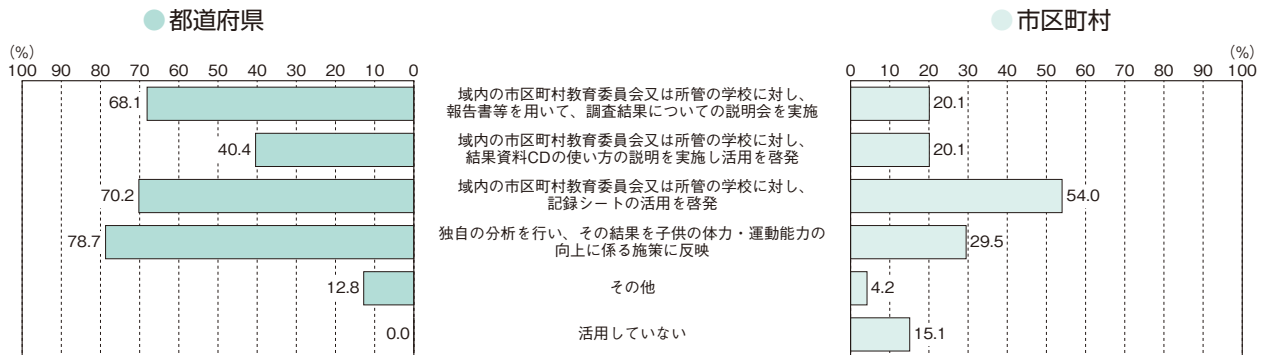 都道府県
市区町村
(%)
100 90 80 70 60 50 40 30 20 10 0
(%)
0 10 20 30 40 50 60 70 80 90 100
68.1
域内の市区町村教育委員会又は所管の学校に対し、
報告書等を用いて、調査結果についての説明会を実施
20.1
40.4
域内の市区町村教育委員会又は所管の学校に対し、
結果資料CDの使い方の説明を実施し活用を啓発
20.1
70.2
域内の市区町村教育委員会又は所管の学校に対し、
記録シートの活用を啓発
54.0
78.7
独自の分析を行い、その結果を子供の体力・運動能力の
向上に係る施策に反映
29.5
12.8
その他
4.2
0.0
活用していない
15.1